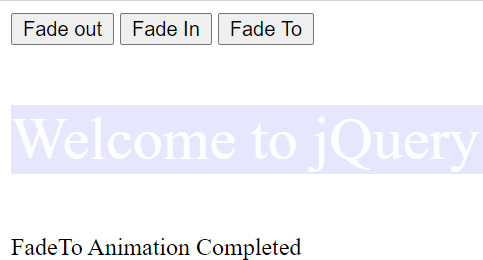 Fade out Fade In Fade To
Welcome to jQuery
FadeTo Animation Completed